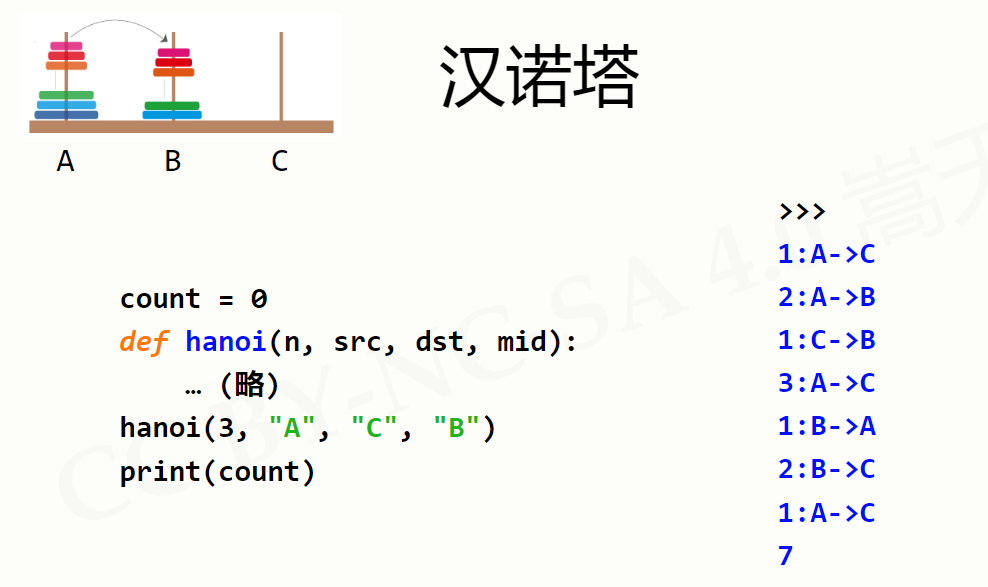 汉诺塔
A B C
count = 0
def hanoi(n, src, dst, mid):
… (略)
hanoi(3, "A", "C", "B")
print(count)
>>>
1:A->C
2:A->B
1:C->B
3:A->C
1:B->A
2:B->C
1:A->C
7
CC BY-NC SA 4.0 嵩天